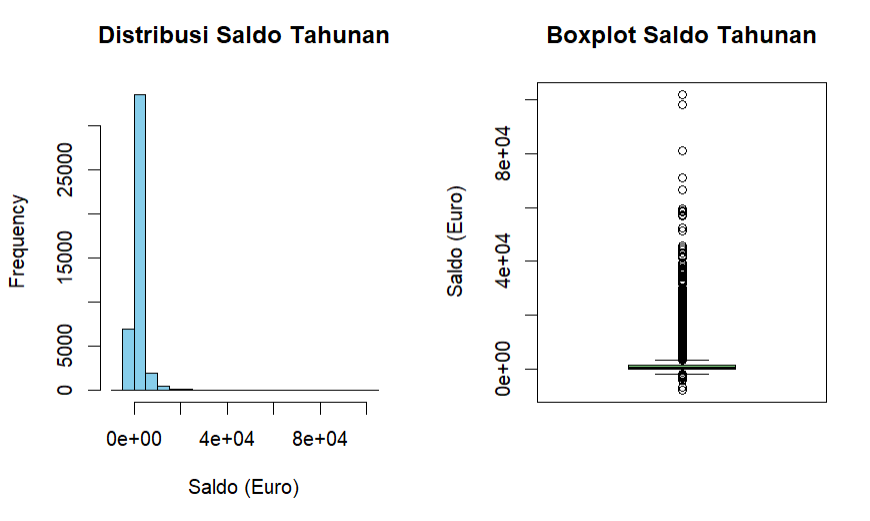 Distribusi Saldo Tahunan
Frequency
25000
15000
5000
0
0e+00 4e+04 8e+04
Saldo (Euro)
Boxplot Saldo Tahunan
Saldo (Euro)
8e+04
4e+04
0e+00